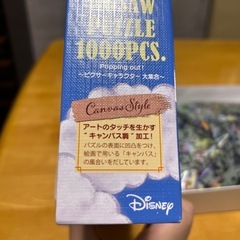 JIGSAW
PUZZLE
1000PCS.
Popping out!
～ピクサーキャラクター 大集合～
Canvas Style
アートのタッチを生かす
“キャンバス調”加工!
パズルの表面に凹凸をつけ、
絵画で用いる「キャンバス」
の風合いをだしています。
Disney